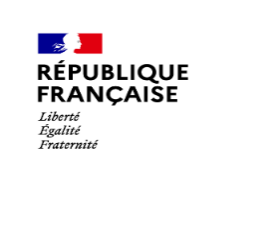 RÉPUBLIQUE
FRANÇAISE
Liberté
Égalité
Fraternité